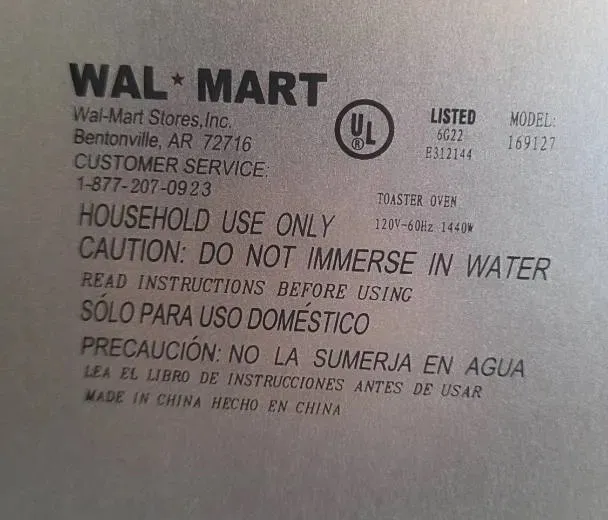 WAL★MART
Wal-Mart Stores,Inc.
Bentonville, AR 72716
CUSTOMER SERVICE:
1-877-207-0923
UL ®
LISTED
6G22
E312144
MODEL:
169127
TOASTER OVEN
120V-60Hz 1440W
HOUSEHOLD USE ONLY
CAUTION: DO NOT IMMERSE IN WATER
READ INSTRUCTIONS BEFORE USING
SÓLO PARA USO DOMÉSTICO
PRECAUCIÓN: NO LA SUMERJA EN AGUA
LEA EL LIBRO DE INSTRUCCIONES ANTES DE USAR
MADE IN CHINA HECHO EN CHINA